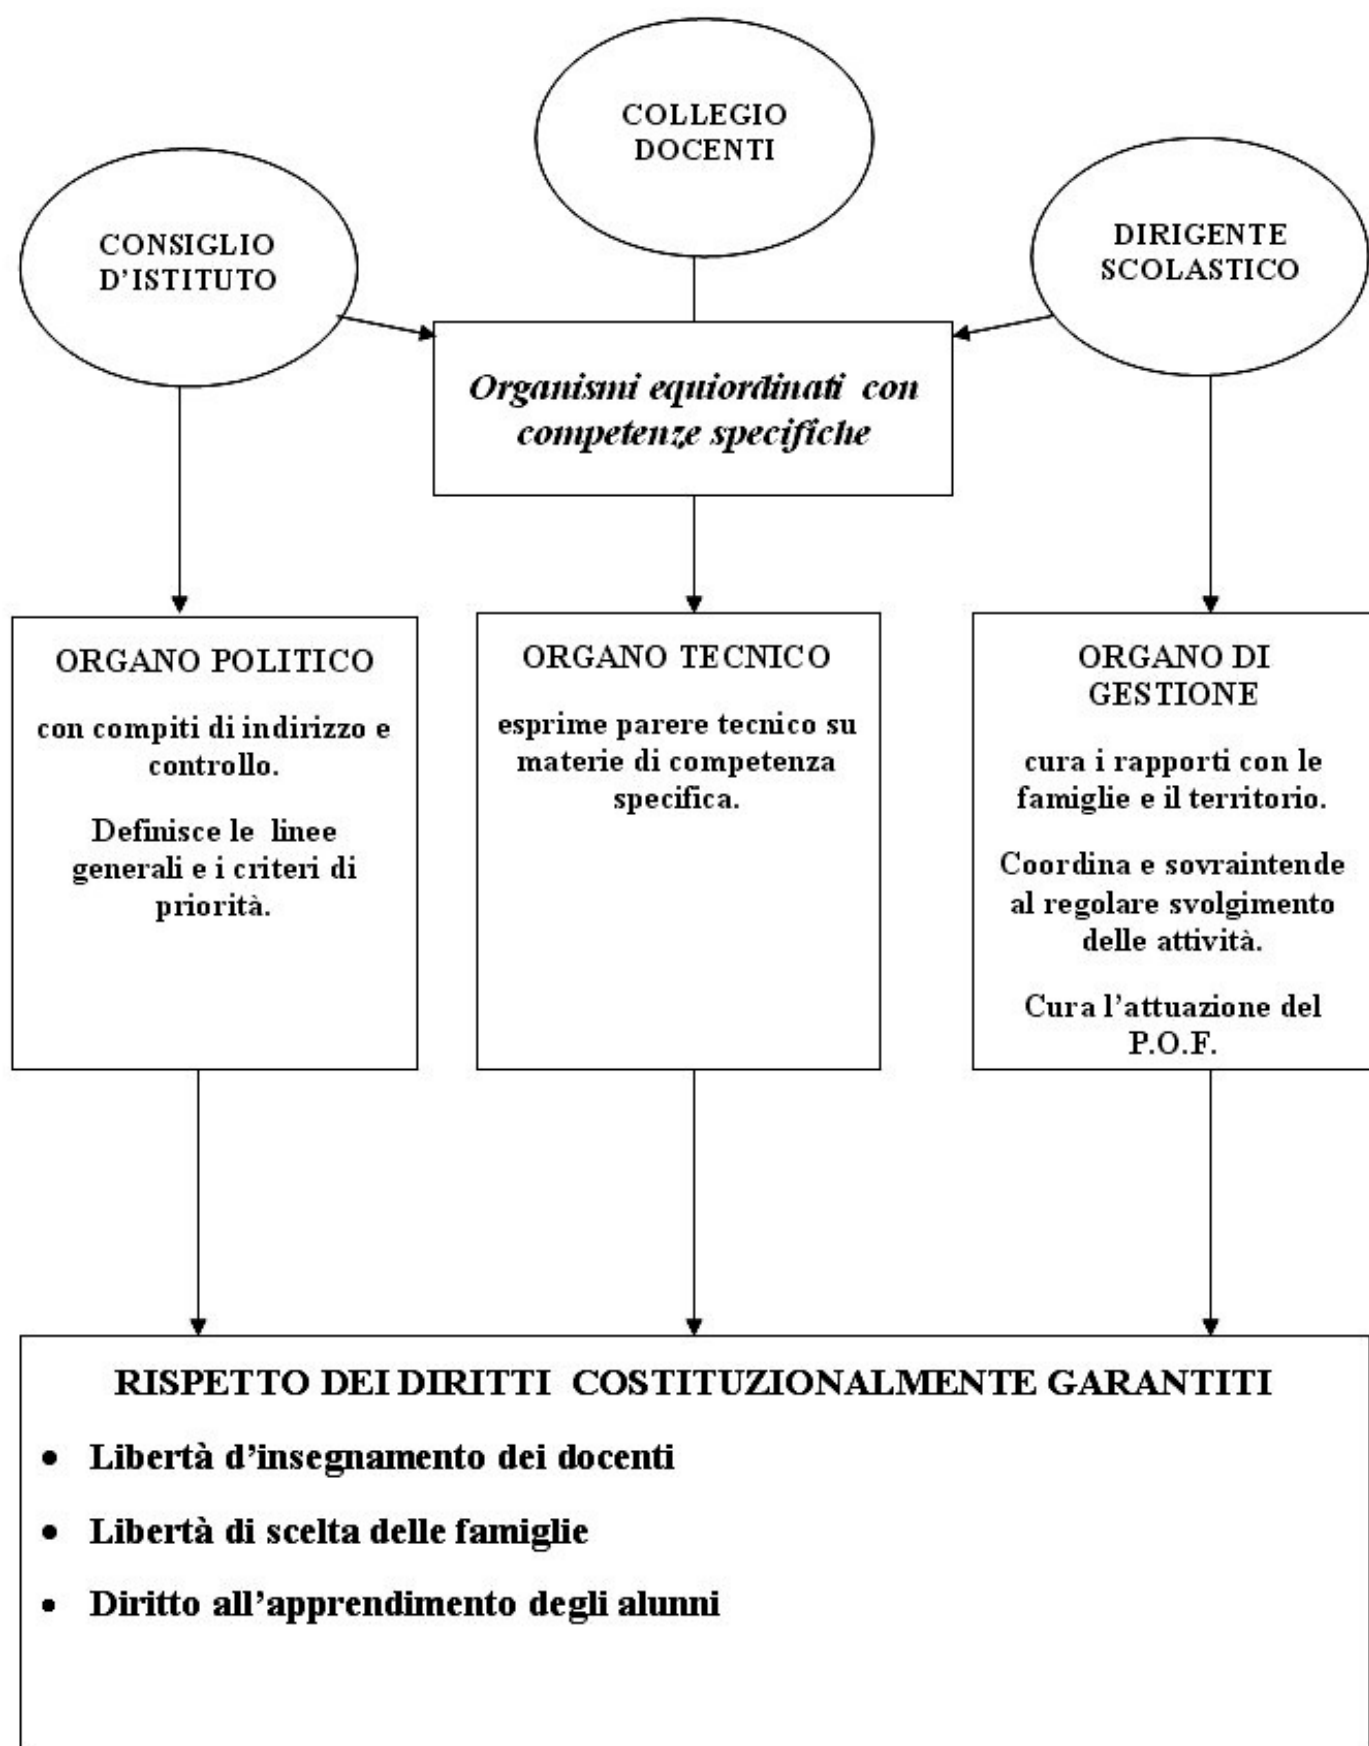 COLLEGIO
DOCENTI
CONSIGLIO
D’ISTITUTO
DIRIGENTE
SCOLASTICO
Organismi equiordinati con
competenze specifiche
ORGANO POLITICO
con compiti di indirizzo e
controllo.
Definisce le linee
generali e i criteri di
priorità.
ORGANO TECNICO
esprime parere tecnico su
materie di competenza
specifica.
ORGANO DI
GESTIONE
cura i rapporti con le
famiglie e il territorio.
Coordina e sovraintende
al regolare svolgimento
delle attività.
Cura l’attuazione del
P.O.F.
RISPETTO DEI DIRITTI COSTITUZIONALMENTE GARANTITI
• Libertà d’insegnamento dei docenti
• Libertà di scelta delle famiglie
• Diritto all’apprendimento degli alunni